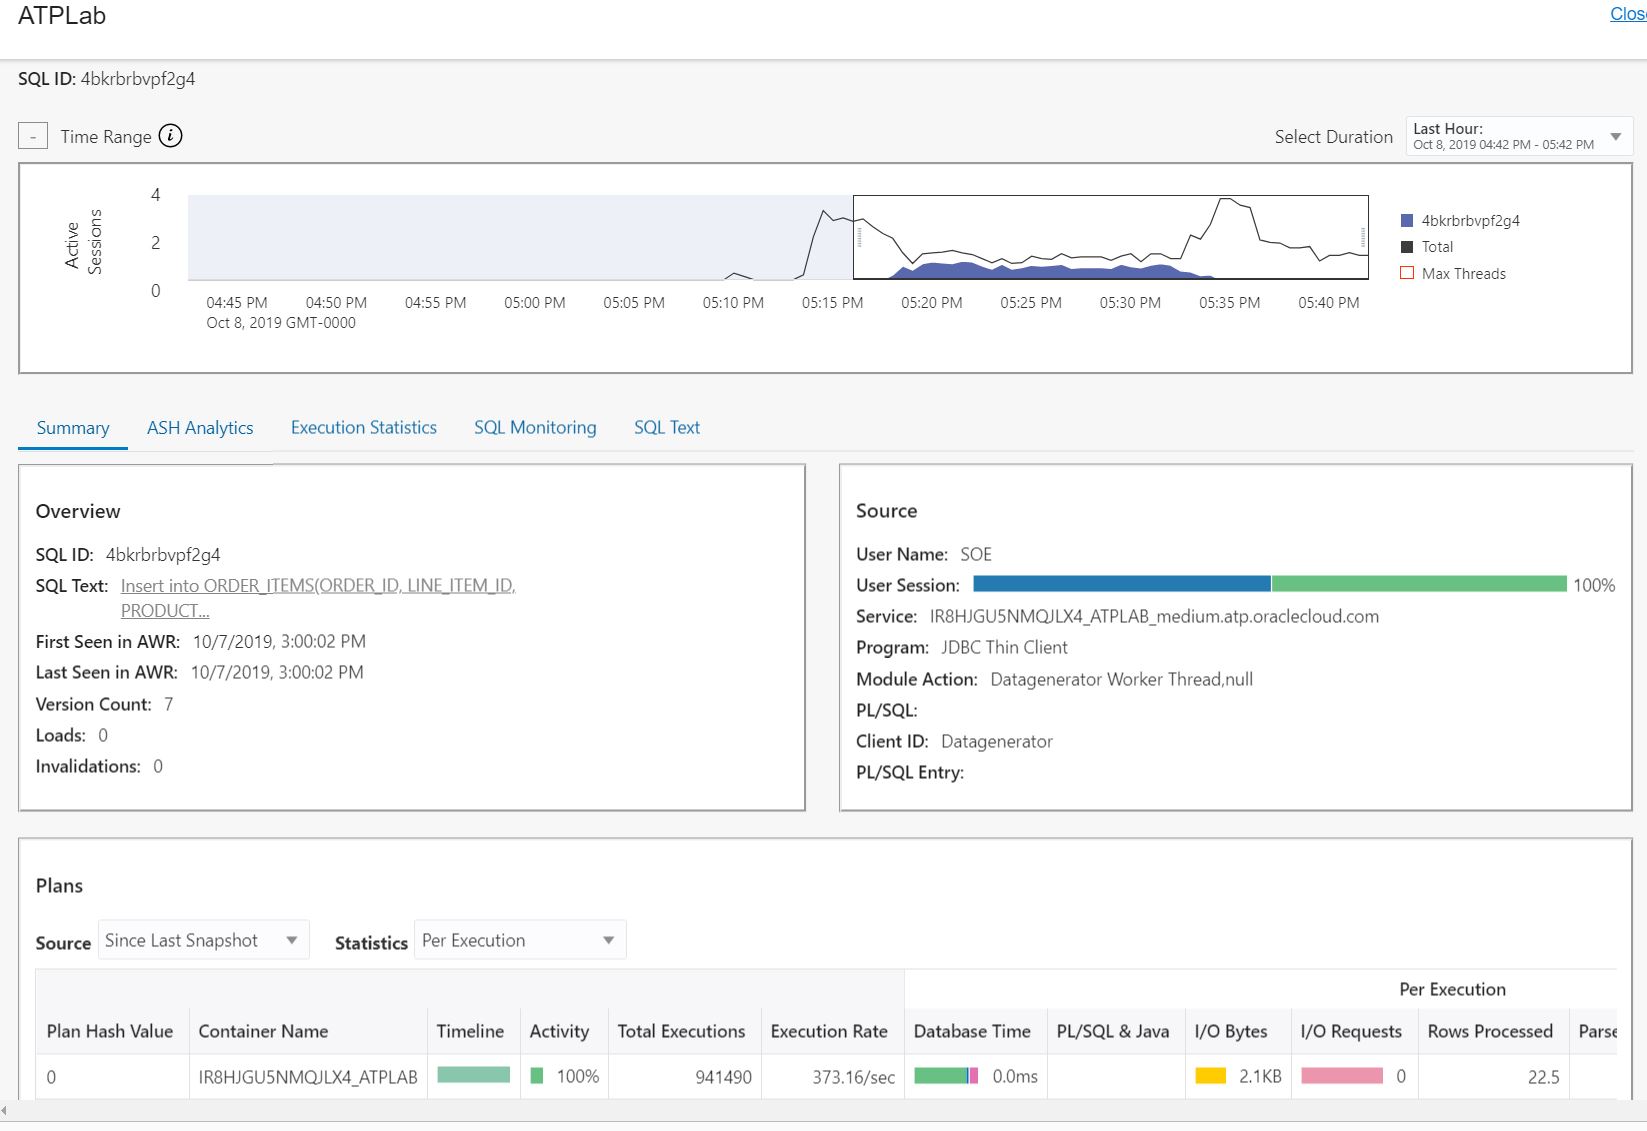 ATPLab
SQL ID: 4bkrbrbvpf2g4
- Time Range i Select Duration Last Hour:
Oct 8, 2019 04:42 PM - 05:42 PM
Active
Sessions
4
2
0
4bkrbrbvpf2g4
Total
Max Threads
04:45 PM 04:50 PM 04:55 PM 05:00 PM 05:05 PM 05:10 PM 05:15 PM 05:20 PM 05:25 PM 05:30 PM 05:35 PM 05:40 PM
Oct 8, 2019 GMT-0000
Summary ASH Analytics Execution Statistics SQL Monitoring SQL Text
Overview
SQL ID: 4bkrbrbvpf2g4
SQL Text: Insert into ORDER_ITEMS(ORDER_ID, LINE_ITEM_ID,
PRODUCT...
First Seen in AWR: 10/7/2019, 3:00:02 PM
Last Seen in AWR: 10/7/2019, 3:00:02 PM
Version Count: 7
Loads: 0
Invalidations: 0
Source
User Name: SOE
User Session: 100%
Service: IR8HJGU5NMQJLX4_ATPLAB_medium.atp.oraclecloud.com
Program: JDBC Thin Client
Module Action: Datagenerator Worker Thread,null
PL/SQL:
Client ID: Datagenerator
PL/SQL Entry:
Plans
Source Since Last Snapshot Statistics Per Execution
Per Execution
Plan Hash Value Container Name Timeline Activity Total Executions Execution Rate Database Time PL/SQL & Java I/O Bytes I/O Requests Rows Processed Parse
0 IR8HJGU5NMQJLX4_ATPLAB 100% 941490 373.16/sec 0.0ms 2.1KB 0 22.5